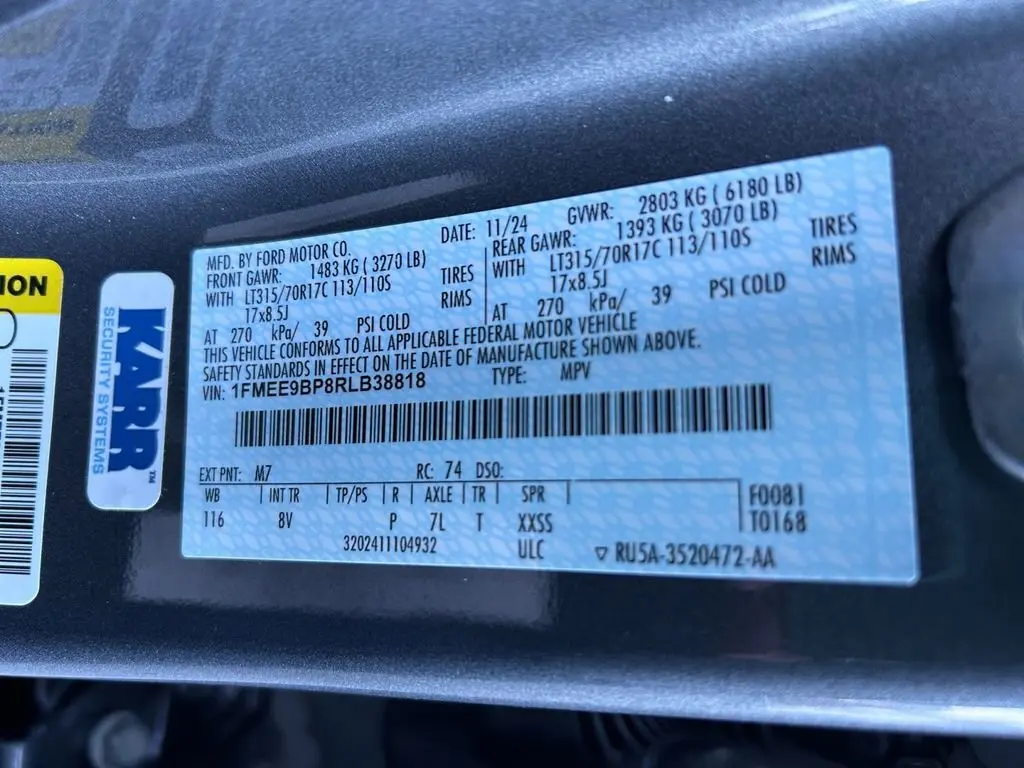 ION
KARR
SECURITY SYSTEMS
TM
MFD. BY FORD MOTOR CO.
DATE: 11/24
GVWR: 2803 KG ( 6180 LB)
FRONT GAWR: 1483 KG ( 3270 LB)
REAR GAWR: 1393 KG ( 3070 LB)
WITH LT315/70R17C 113/110S TIRES
WITH LT315/70R17C 113/110S TIRES
17x8.5J RIMS
17x8.5J RIMS
AT 270 kPa/ 39 PSI COLD
AT 270 kPa/ 39 PSI COLD
THIS VEHICLE CONFORMS TO ALL APPLICABLE FEDERAL MOTOR VEHICLE
SAFETY STANDARDS IN EFFECT ON THE DATE OF MANUFACTURE SHOWN ABOVE.
VIN: 1FMEE9BP8RLB38818 TYPE: MPV
EXT PNT: M7 RC: 74 DSO:
WB INT TR TP/PS R AXLE TR SPR F0081
116 8V P 7L T XXSS T0168
3202411104932 ULC ▽ RU5A-3520472-AA